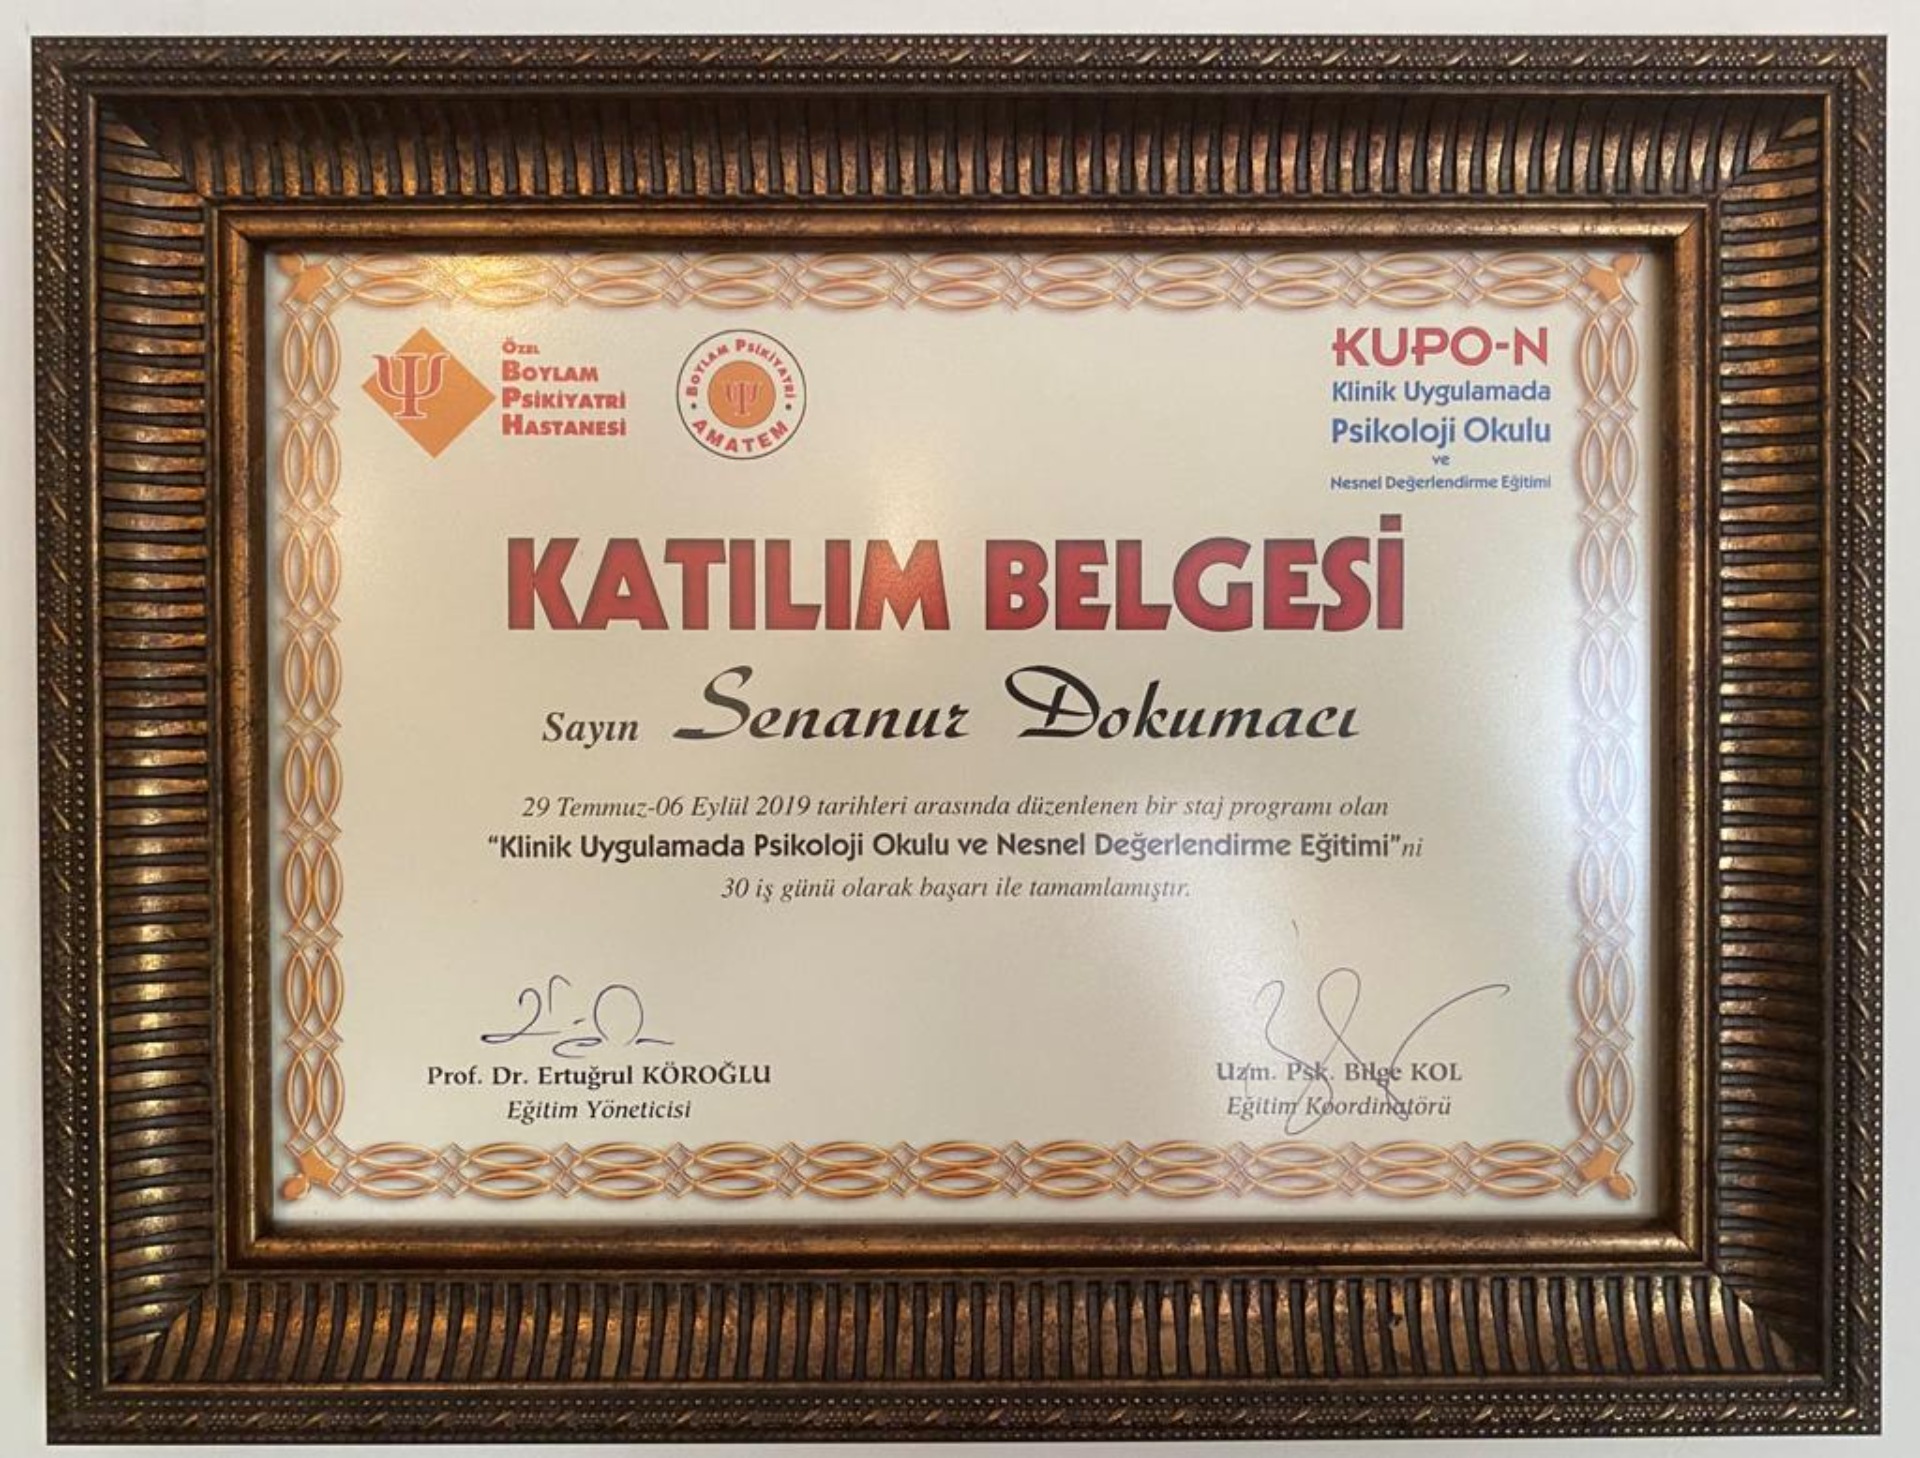 ÖZEL
BOYLAM
PSİKİYATRİ
HASTANESİ
BOYLAM PSİKİYATRİ
AMATEM
KUPO-N
Klinik Uygulamada
Psikoloji Okulu
ve
Nesnel Değerlendirme Eğitimi
KATILIM BELGESİ
Sayın Senanur Dokumacı
29 Temmuz-06 Eylül 2019 tarihleri arasında düzenlenen bir staj programı olan
“Klinik Uygulamada Psikoloji Okulu ve Nesnel Değerlendirme Eğitimi”ni
30 iş günü olarak başarı ile tamamlamıştır.
Prof. Dr. Ertuğrul KÖROĞLU
Eğitim Yöneticisi
Uzm. Psk. Bilge KOL
Eğitim Koordinatörü